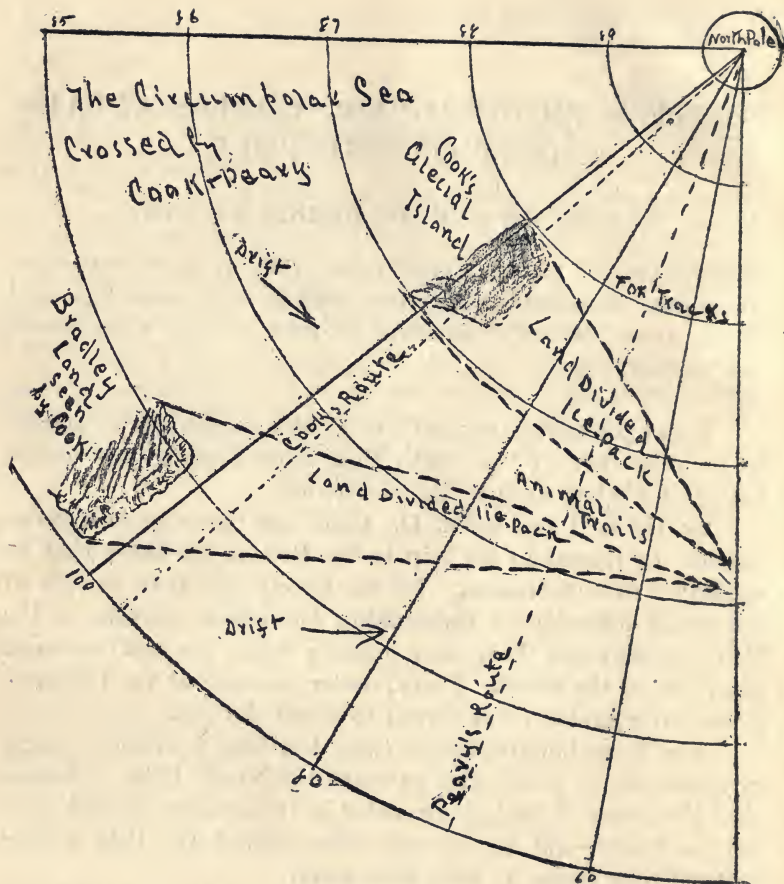 85 86 87 88 89
North Pole
The Circumpolar Sea
Crossed by
Cook + Peary
Cook's
Glacial
Island
Drift
Fox Tracks
Bradley
Land
seen
by Cook
Cook's Route
Land Divided
Ice pack
Land Divided Ice pack
Animal
Trails
100
Drift
Peary's Route
80
60